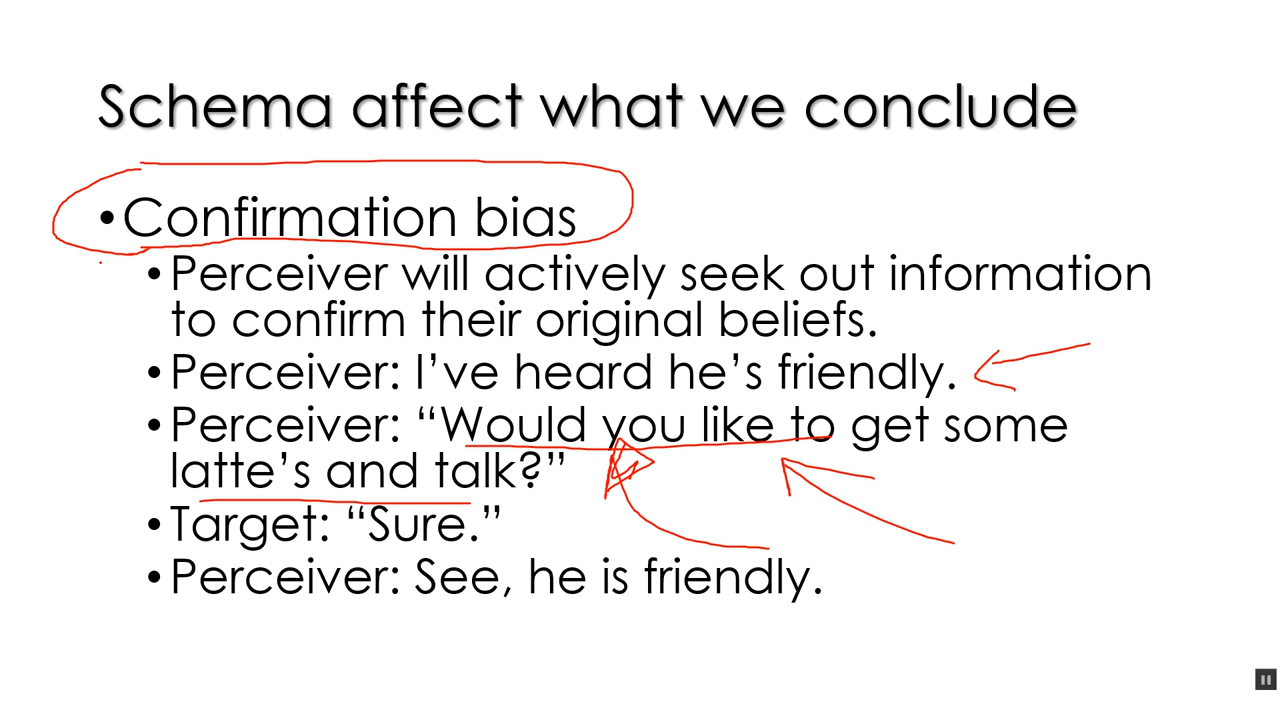 Schema affect what we conclude
•Confirmation bias
•Perceiver will actively seek out information
to confirm their original beliefs.
•Perceiver: I’ve heard he’s friendly.
•Perceiver: “Would you like to get some
latte’s and talk?”
•Target: “Sure.”
•Perceiver: See, he is friendly.